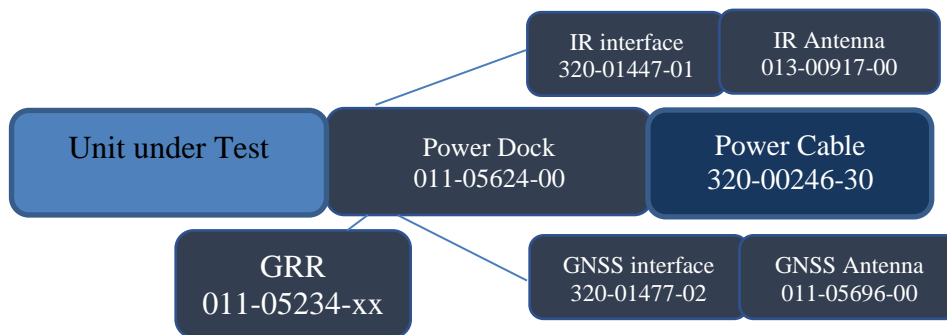 IR interface
320-01447-01
IR Antenna
013-00917-00
Unit under Test
Power Dock
011-05624-00
Power Cable
320-00246-30
GRR
011-05234-xx
GNSS interface
320-01477-02
GNSS Antenna
011-05696-00